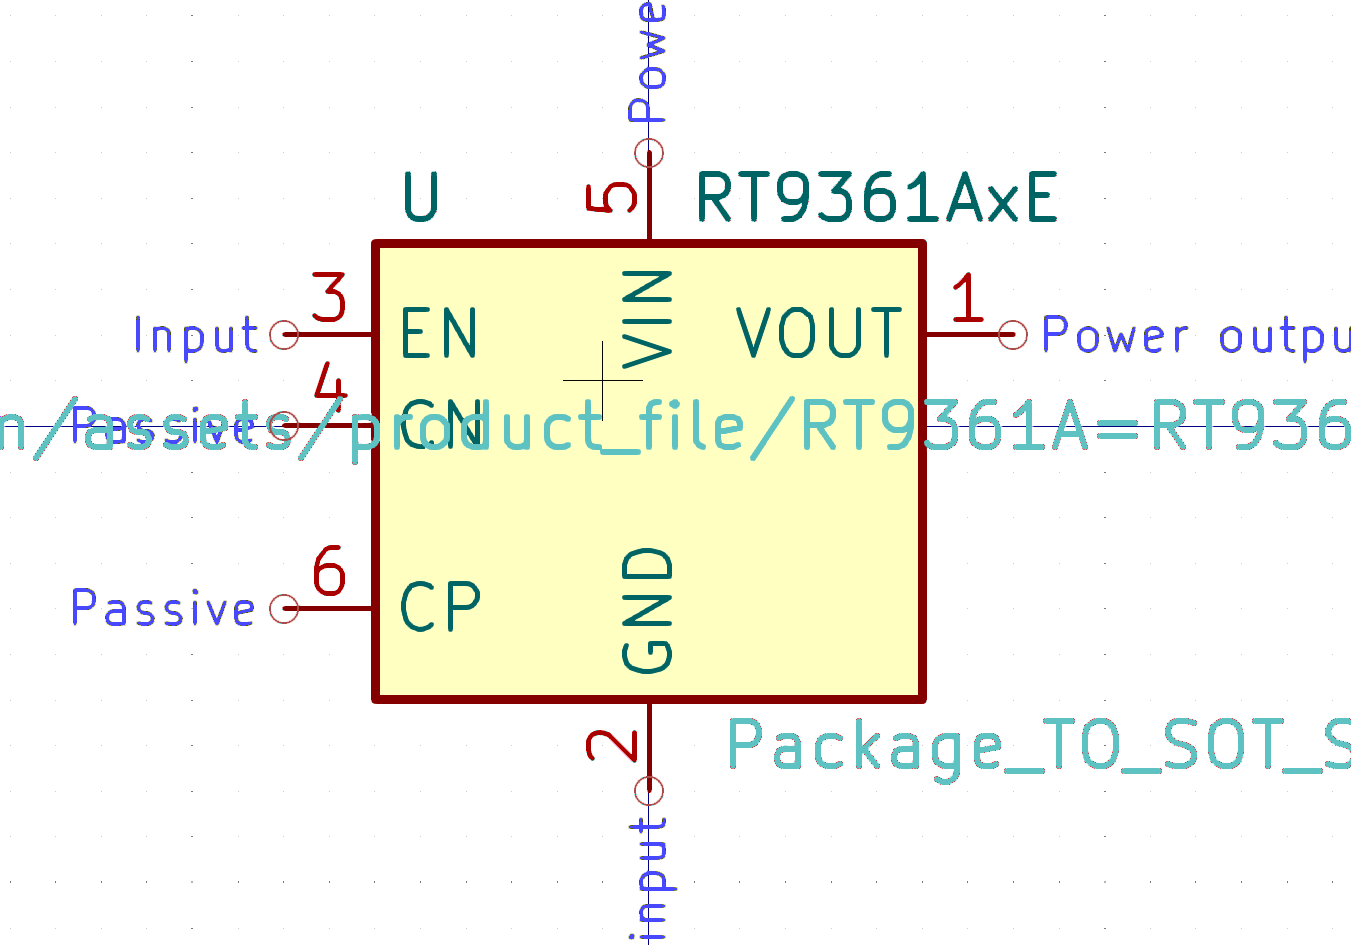 Powe
U
RT9361AxE
5
3
1
Input
EN
VIN
VOUT
Power outpu
4
Passive
CN
n/assets/product_file/RT9361A=RT936
6
Passive
CP
GND
2
Package_TO_SOT_S
input